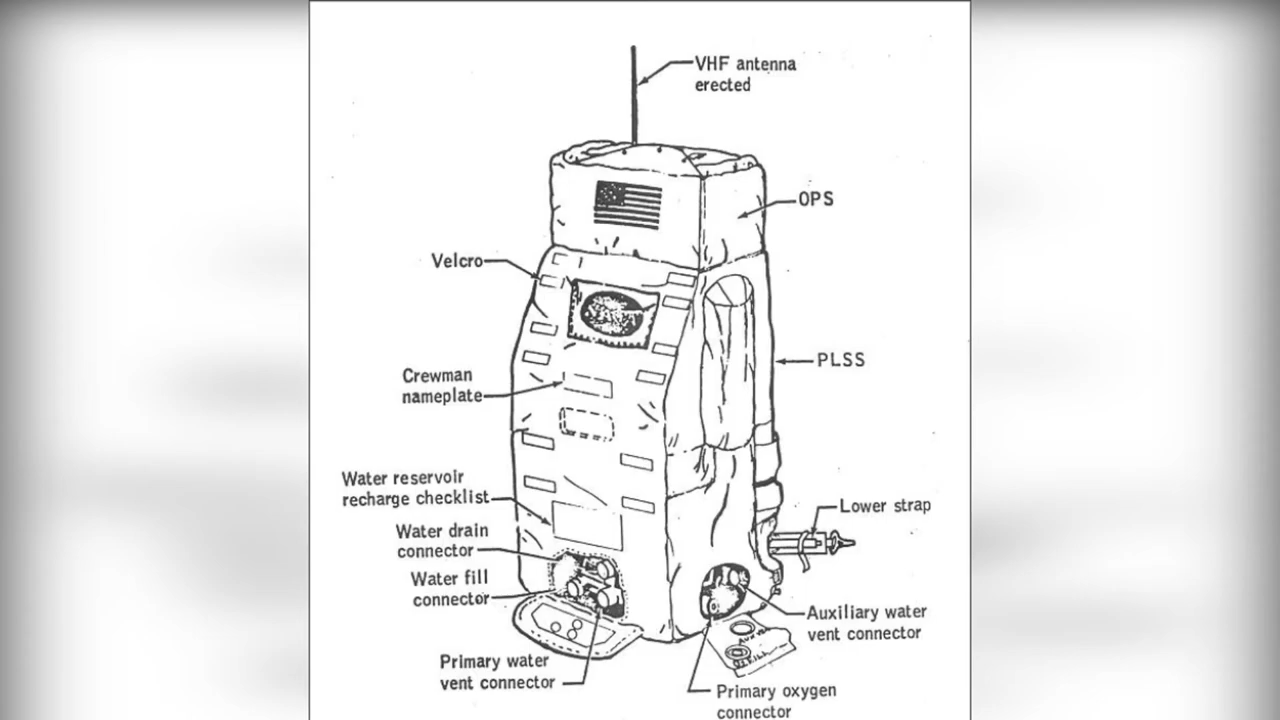 VHF antenna
erected
OPS
Velcro
PLSS
Crewman
nameplate
Water reservoir
recharge checklist
Lower strap
Water drain
connector
Water fill
connector
Auxiliary water
vent connector
Primary water
vent connector
Primary oxygen
connector